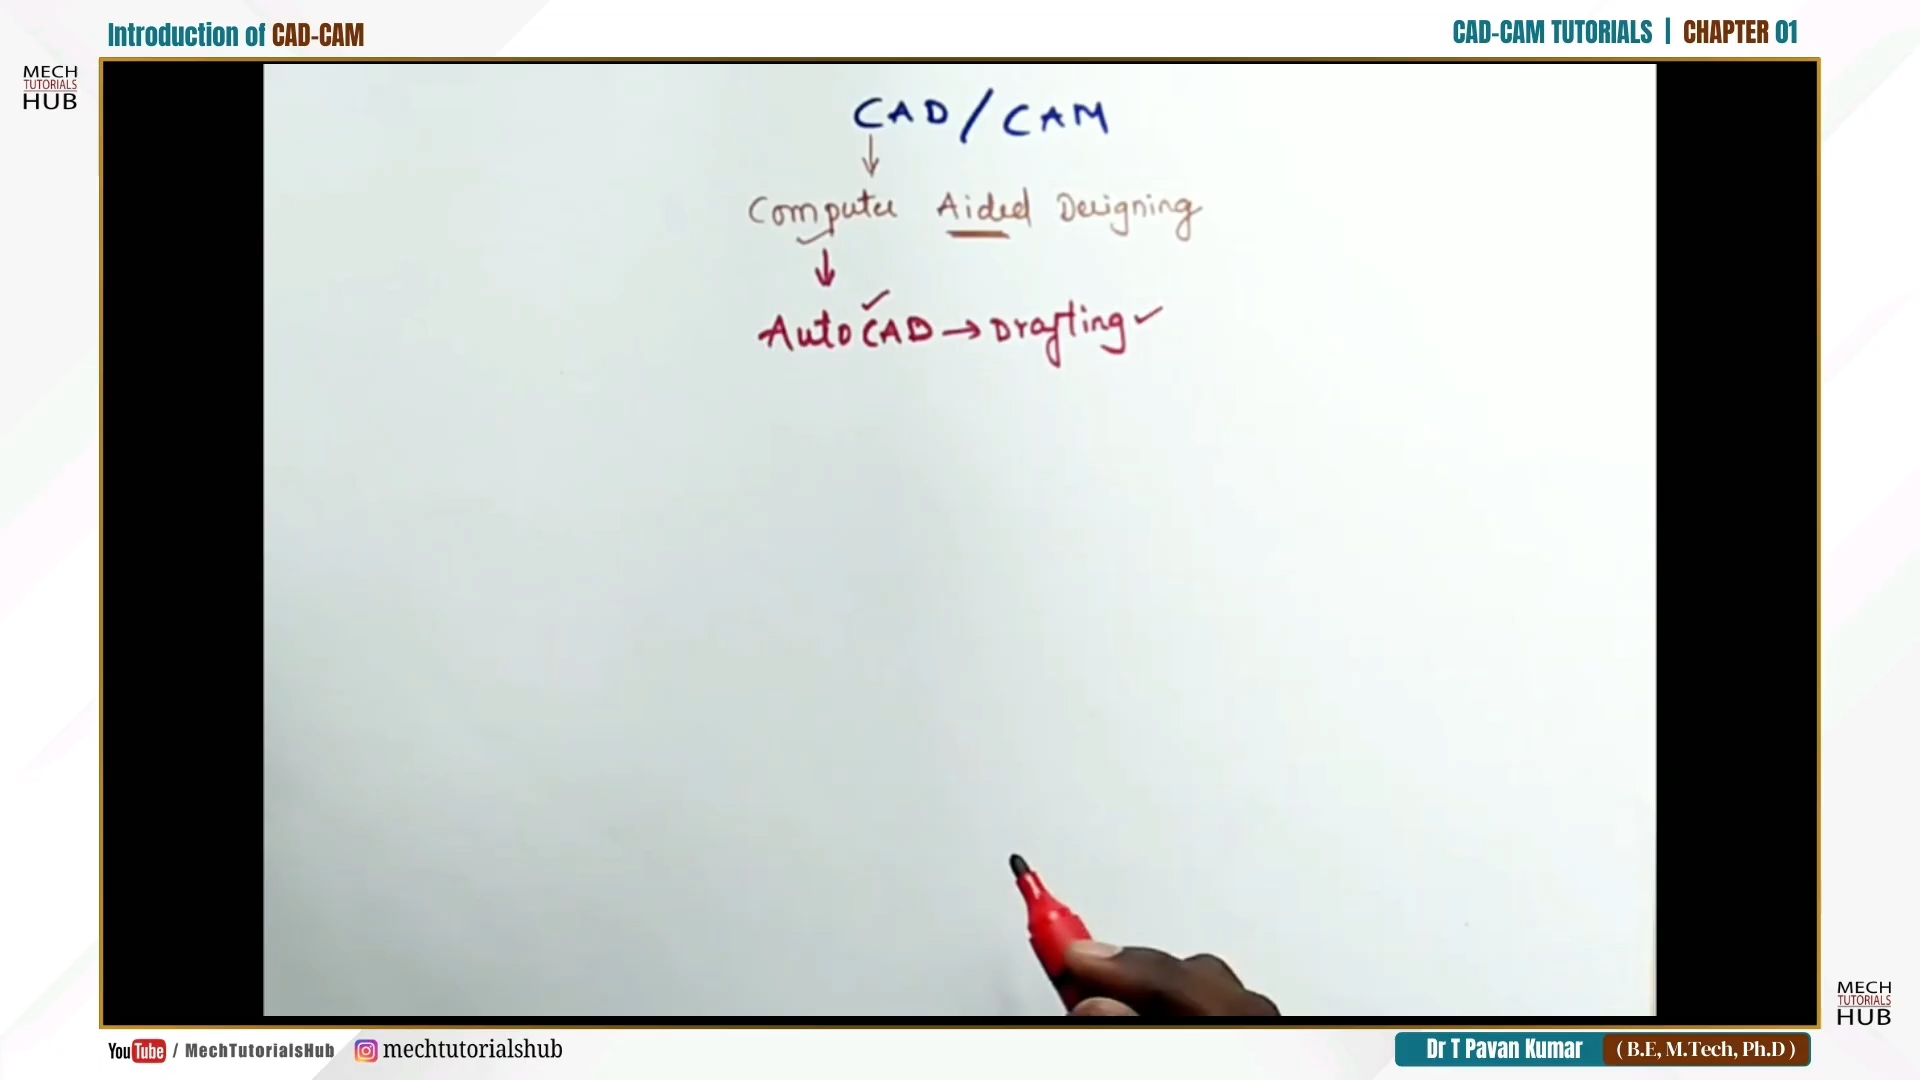 Introduction of CAD-CAM
CAD-CAM TUTORIALS | CHAPTER 01
MECH
TUTORIALS
HUB
CAD/CAM
↓
Computer Aided Designing
↓
AutoCAD → Drafting ✓
MECH
TUTORIALS
HUB
YouTube / MechTutorialsHub
mechtutorialshub
Dr T Pavan Kumar (B.E, M.Tech, Ph.D)